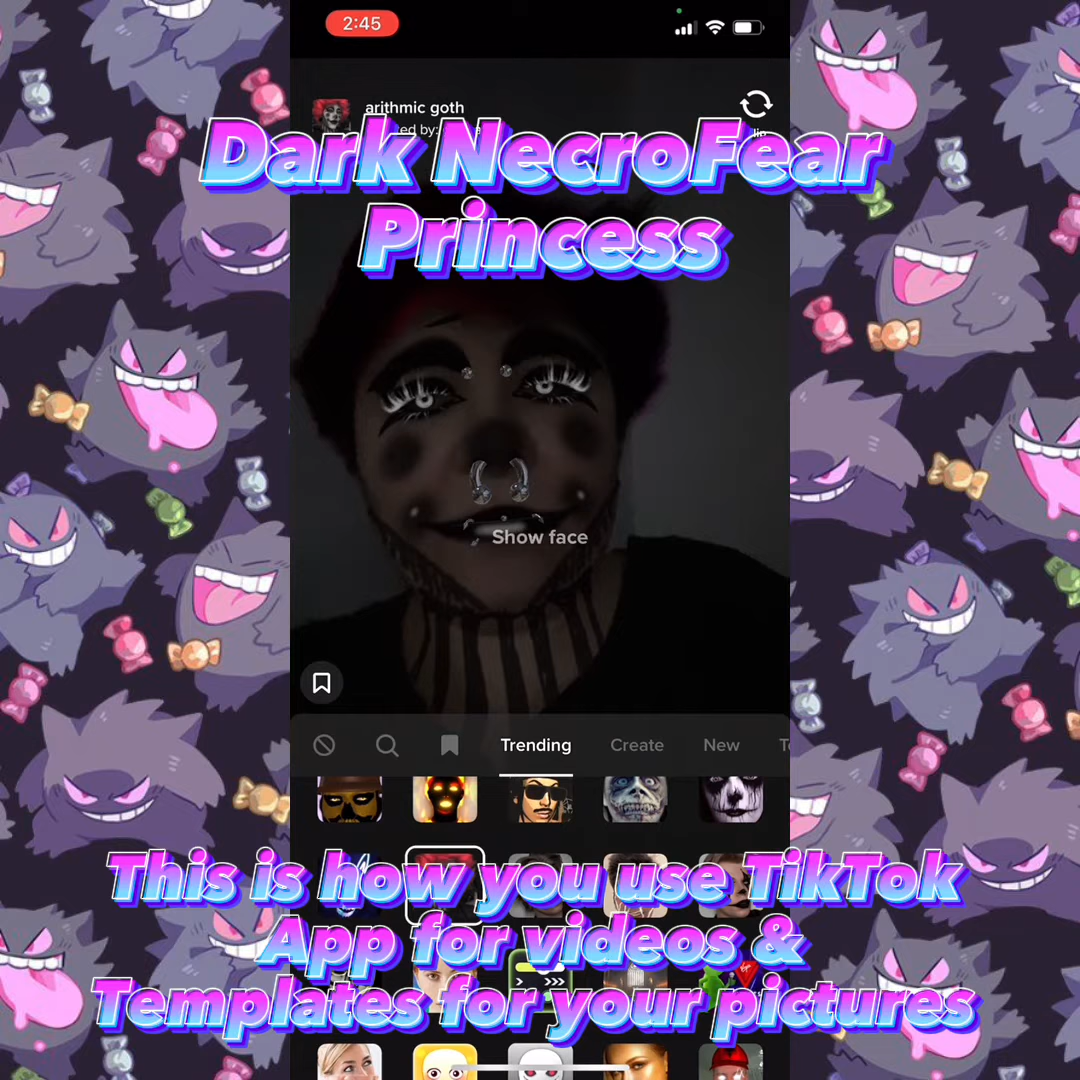 2:45
arithmic goth
Dark NecroFear
Princess
Show face
Trending Create New
This is how you use TikTok
App for videos &
Templates for your pictures